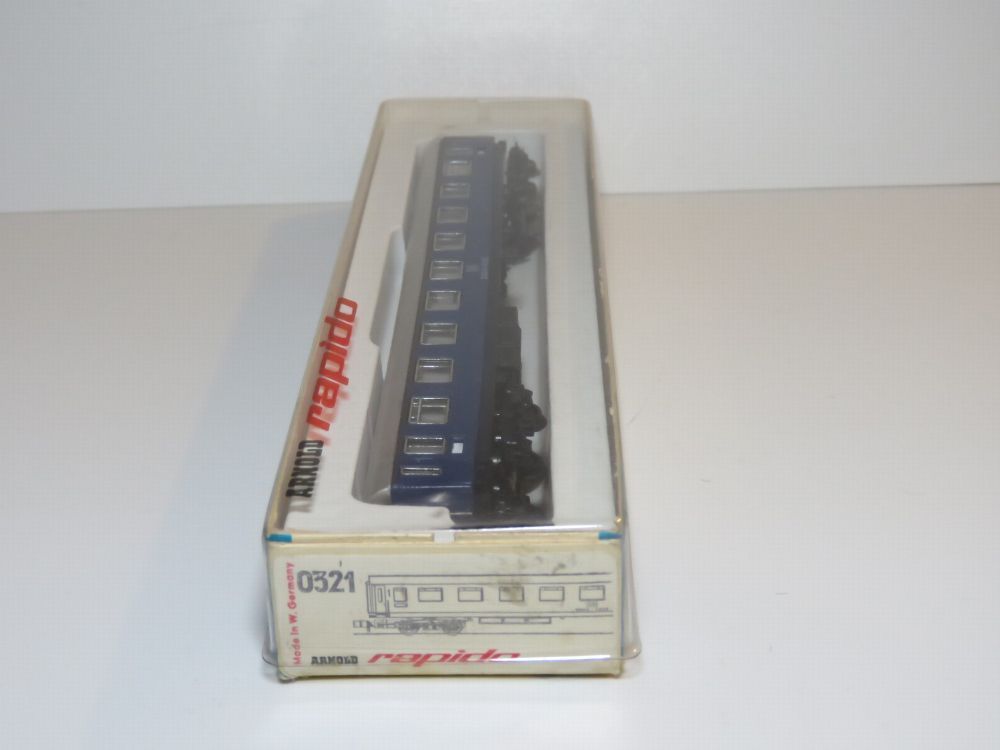 ARNOLD rapido
0321
Made in W. Germany
ARNOLD rapido